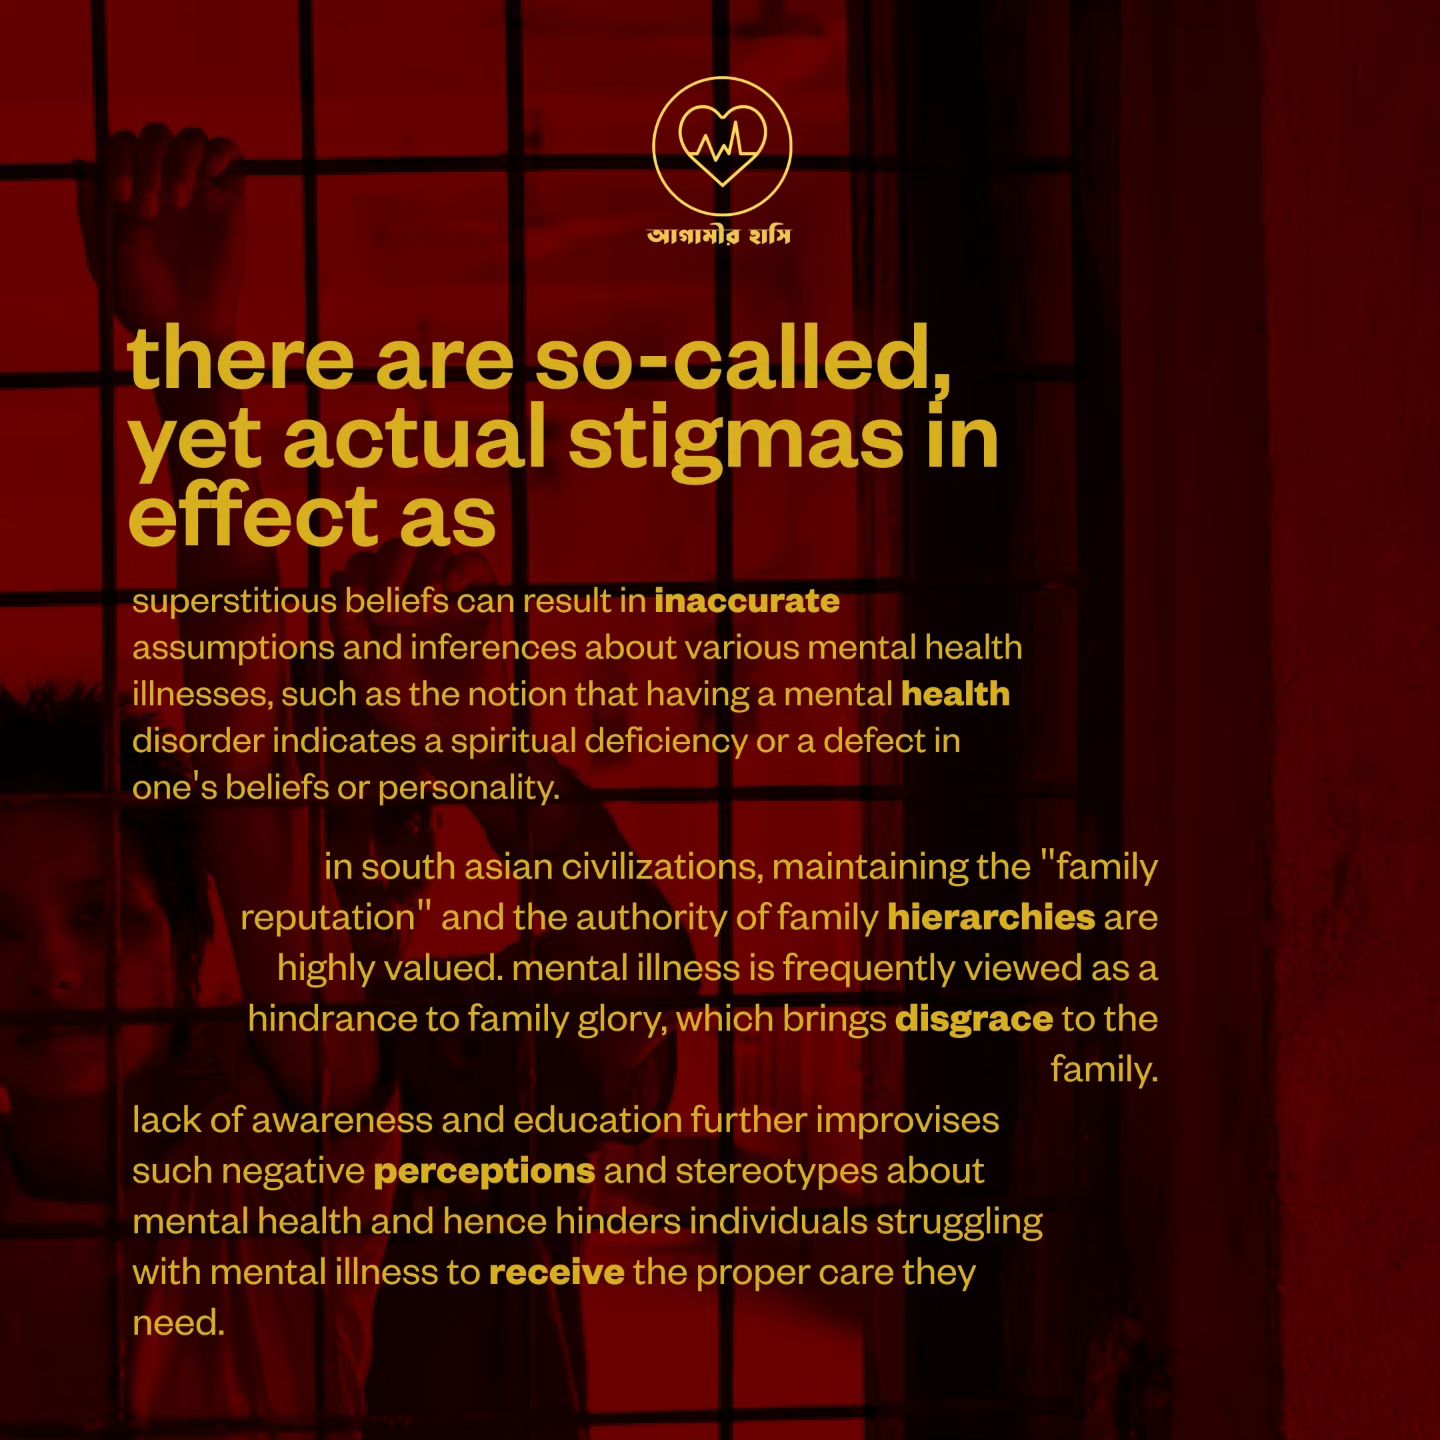 আগামীর হাসি
there are so-called,
yet actual stigmas in
effect as
superstitious beliefs can result in inaccurate
assumptions and inferences about various mental health
illnesses, such as the notion that having a mental health
disorder indicates a spiritual deficiency or a defect in
one's beliefs or personality.
in south asian civilizations, maintaining the "family
reputation" and the authority of family hierarchies are
highly valued. mental illness is frequently viewed as a
hindrance to family glory, which brings disgrace to the
family.
lack of awareness and education further improvises
such negative perceptions and stereotypes about
mental health and hence hinders individuals struggling
with mental illness to receive the proper care they
need.